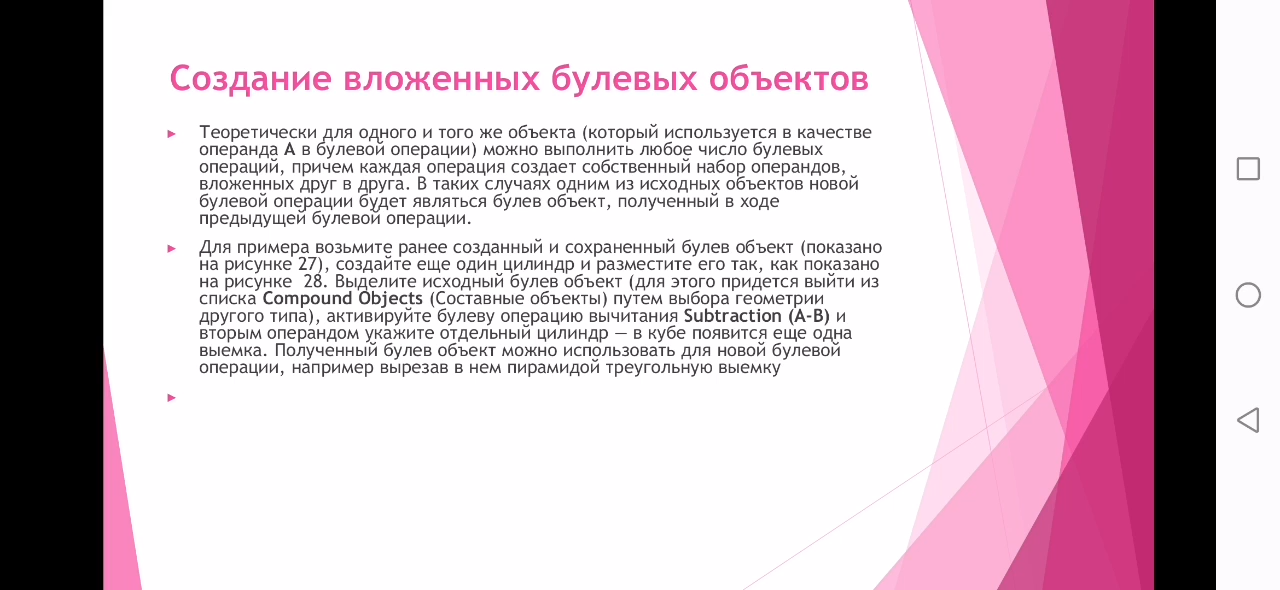 Создание вложенных булевых объектов
Теоретически для одного и того же объекта (который используется в качестве
операнда A в булевой операции) можно выполнить любое число булевых
операций, причем каждая операция создает собственный набор операндов,
вложенных друг в друга. В таких случаях одним из исходных объектов новой
булевой операции будет являться булев объект, полученный в ходе
предыдущей булевой операции.
Для примера возьмите ранее созданный и сохраненный булев объект (показано
на рисунке 27), создайте еще один цилиндр и разместите его так, как показано
на рисунке 28. Выделите исходный булев объект (для этого придется выйти из
списка Compound Objects (Составные объекты) путем выбора геометрии
другого типа), активируйте булеву операцию вычитания Subtraction (A-B) и
вторым операндом укажите отдельный цилиндр — в кубе появится еще одна
выемка. Полученный булев объект можно использовать для новой булевой
операции, например вырезав в нем пирамидой треугольную выемку